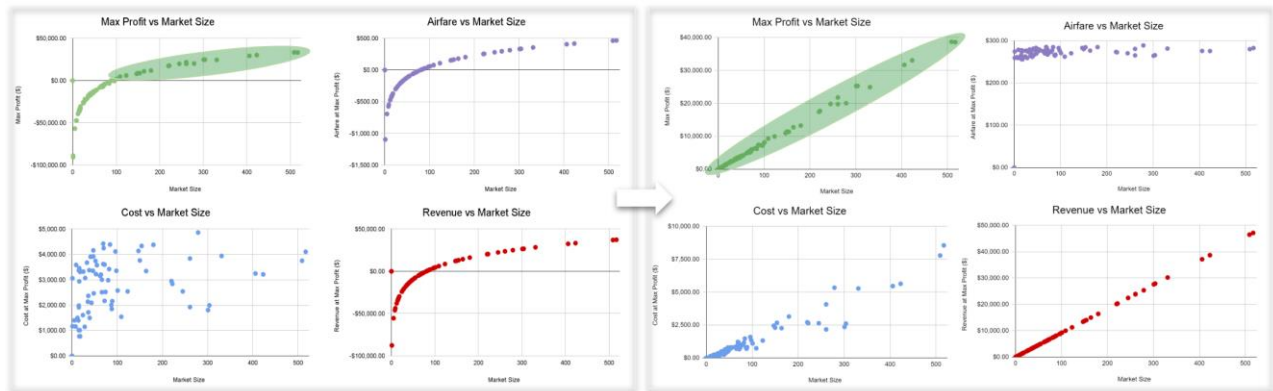 Max Profit vs Market Size
Max Profit ($)
$50,000.00
$0.00
-$50,000.00
-$100,000.00
0 100 200 300 400 500
Market Size
Airfare vs Market Size
Airfare at Max Profit ($)
$500.00
$0.00
-$500.00
-$1,000.00
-$1,500.00
0 100 200 300 400 500
Market Size
Cost vs Market Size
Cost at Max Profit ($)
$5,000.00
$4,000.00
$3,000.00
$2,000.00
$1,000.00
$0.00
0 100 200 300 400 500
Market Size
Revenue vs Market Size
Revenue at Max Profit ($)
$50,000.00
$0.00
-$50,000.00
-$100,000.00
0 100 200 300 400 500
Market Size
Max Profit vs Market Size
Max Profit ($)
$40,000.00
$30,000.00
$20,000.00
$10,000.00
$0.00
0 100 200 300 400 500
Market Size
Airfare vs Market Size
Airfare at Max Profit ($)
$300.00
$200.00
$100.00
$0.00
0 100 200 300 400 500
Market Size
Cost vs Market Size
Cost at Max Profit ($)
$10,000.00
$7,500.00
$5,000.00
$2,500.00
$0.00
0 100 200 300 400 500
Market Size
Revenue vs Market Size
Revenue at Max Profit ($)
$50,000.00
$40,000.00
$30,000.00
$20,000.00
$10,000.00
$0.00
0 100 200 300 400 500
Market Size